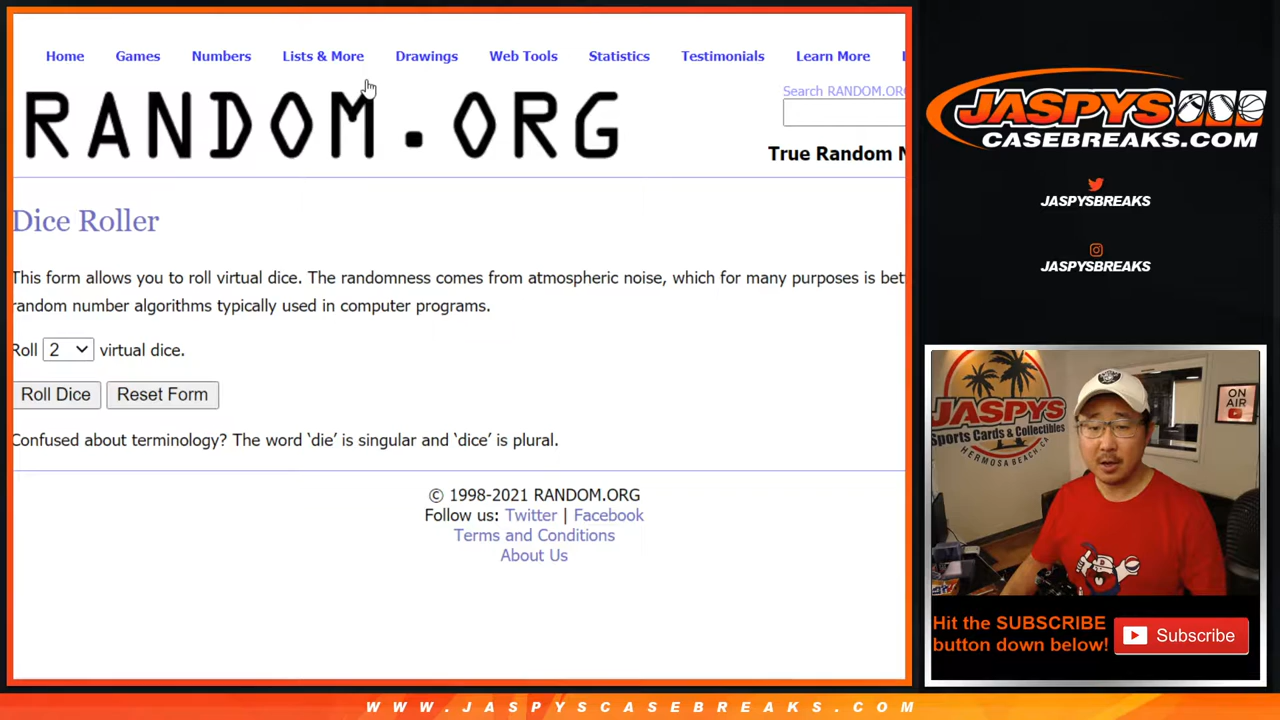 Home Games Numbers Lists & More Drawings Web Tools Statistics Testimonials Learn More
Search RANDOM.ORG
RANDOM.ORG
True Random N
Dice Roller
This form allows you to roll virtual dice. The randomness comes from atmospheric noise, which for many purposes is bet
random number algorithms typically used in computer programs.
Roll 2 virtual dice.
Roll Dice Reset Form
Confused about terminology? The word ‘die’ is singular and ‘dice’ is plural.
© 1998-2021 RANDOM.ORG
Follow us: Twitter | Facebook
Terms and Conditions
About Us
JASPYS
CASEBREAKS.COM
JASPYSBREAKS
JASPYSBREAKS
JASPYS
Sports Cards & Collectibles
HERMOSA BEACH, CA
ON
AIR
Hit the SUBSCRIBE
button down below!
Subscribe
WWW.JASPYSCASEBREAKS.COM